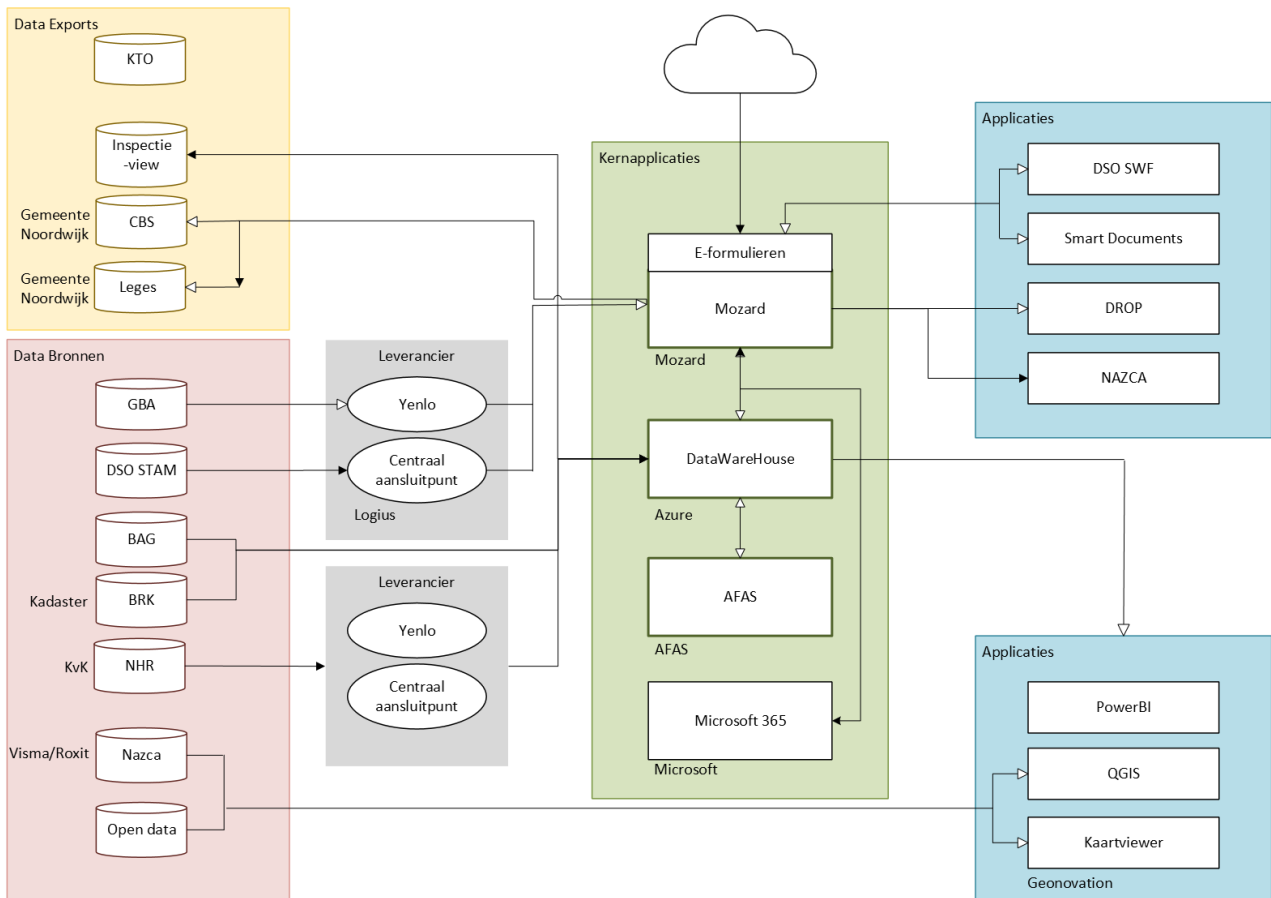 Data Exports
KTO
Inspectie
-view
Gemeente
Noordwijk
CBS
Gemeente
Noordwijk
Leges
Data Bronnen
GBA
DSO STAM
BAG
Kadaster
BRK
KvK
NHR
Visma/Roxit
Nazca
Open data
Leverancier
Yenlo
Centraal
aansluitpunt
Logius
Leverancier
Yenlo
Centraal
aansluitpunt
Kernapplicaties
E-formulieren
Mozard
Mozard
DataWareHouse
Azure
AFAS
AFAS
Microsoft 365
Microsoft
Applicaties
DSO SWF
Smart Documents
DROP
NAZCA
Applicaties
PowerBI
QGIS
Kaartviewer
Geonovation